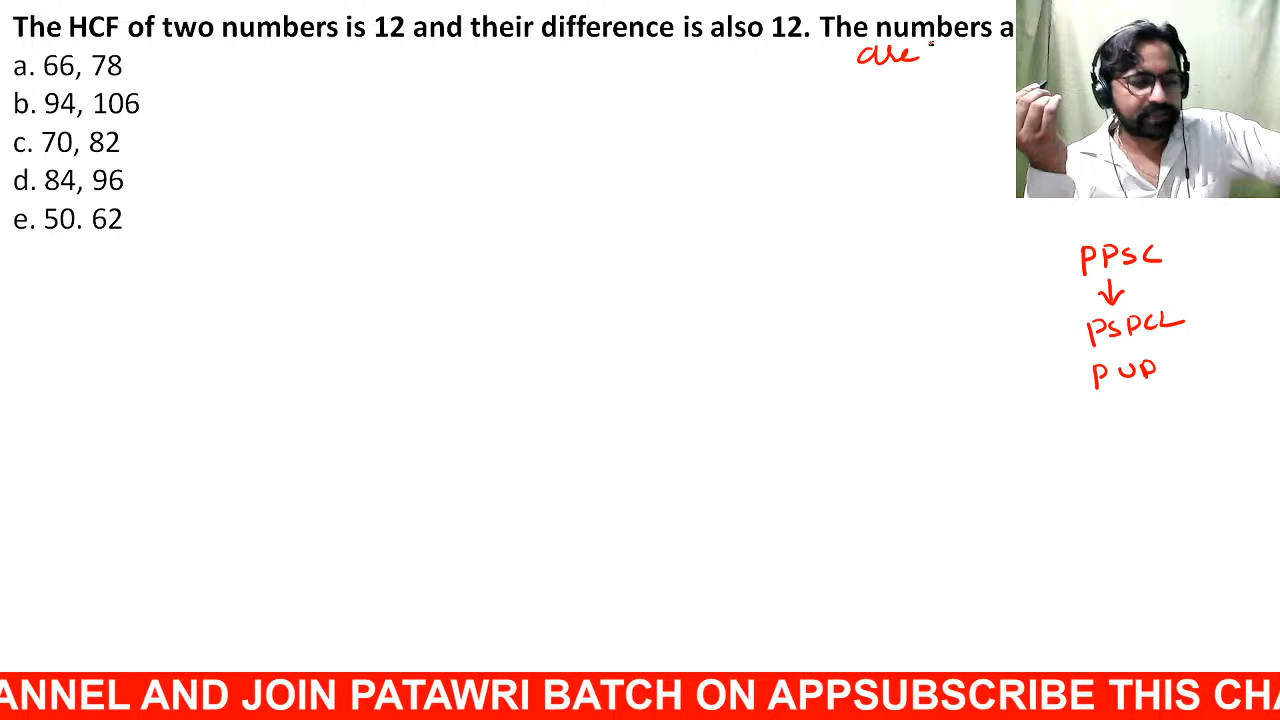 The HCF of two numbers is 12 and their difference is also 12. The numbers a
are
a. 66, 78
b. 94, 106
c. 70, 82
d. 84, 96
e. 50. 62
PPSC
↓
PSPCL
PUP
ANNEL AND JOIN PATAWRI BATCH ON APPSUBSCRIBE THIS CHA